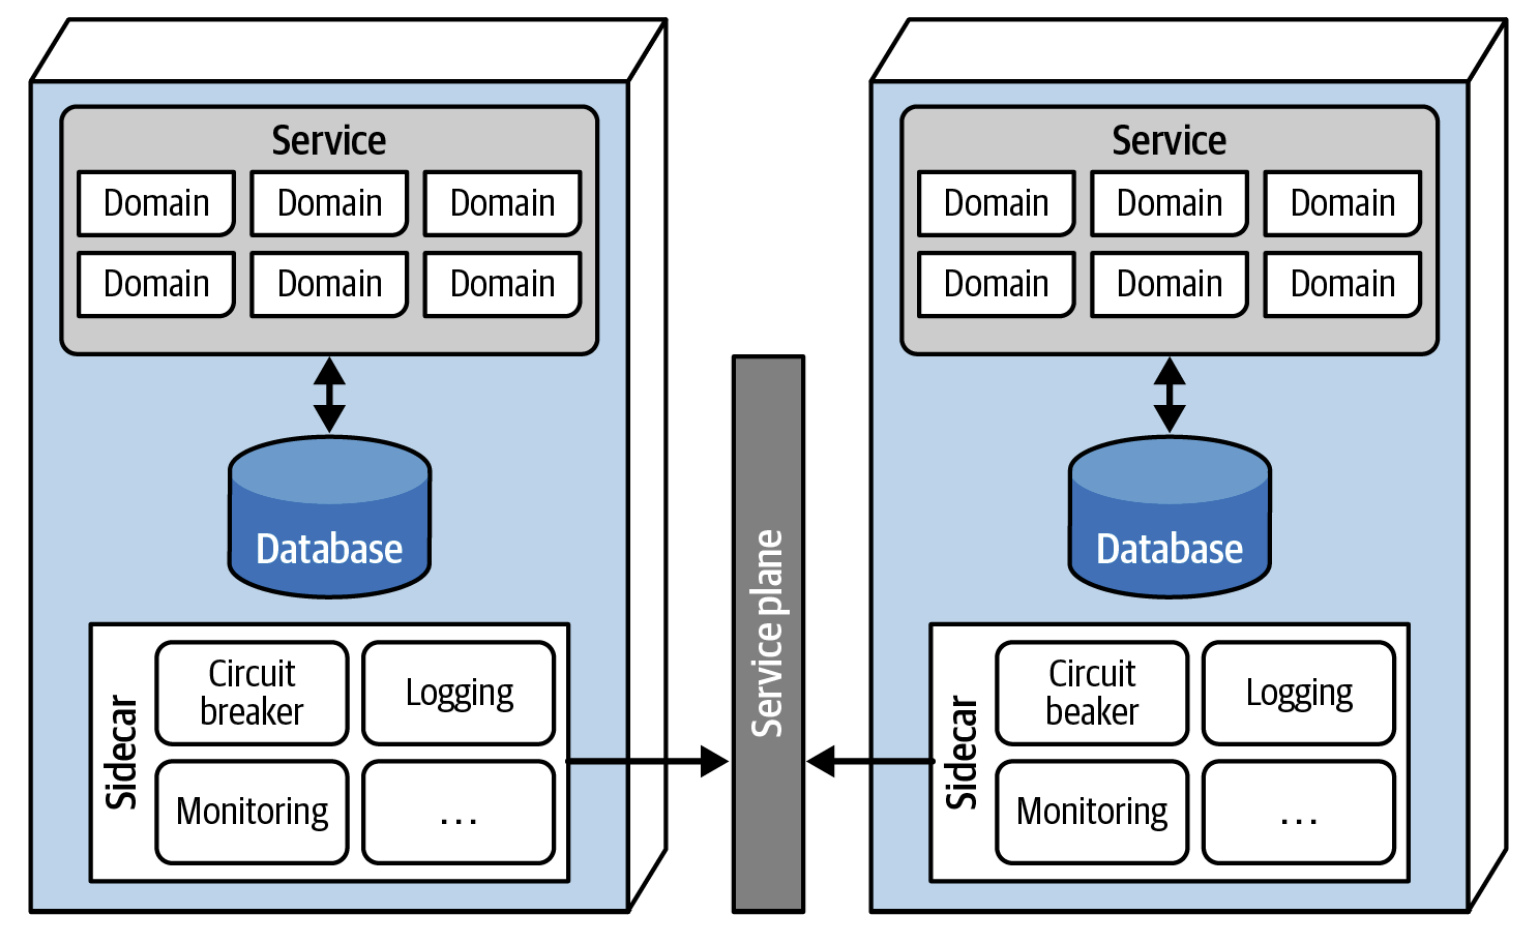 Service
Domain Domain Domain
Domain Domain Domain
Database
Sidecar
Circuit
breaker
Logging
Monitoring
...
Service plane
Service
Domain Domain Domain
Domain Domain Domain
Database
Sidecar
Circuit
beaker
Logging
Monitoring
...